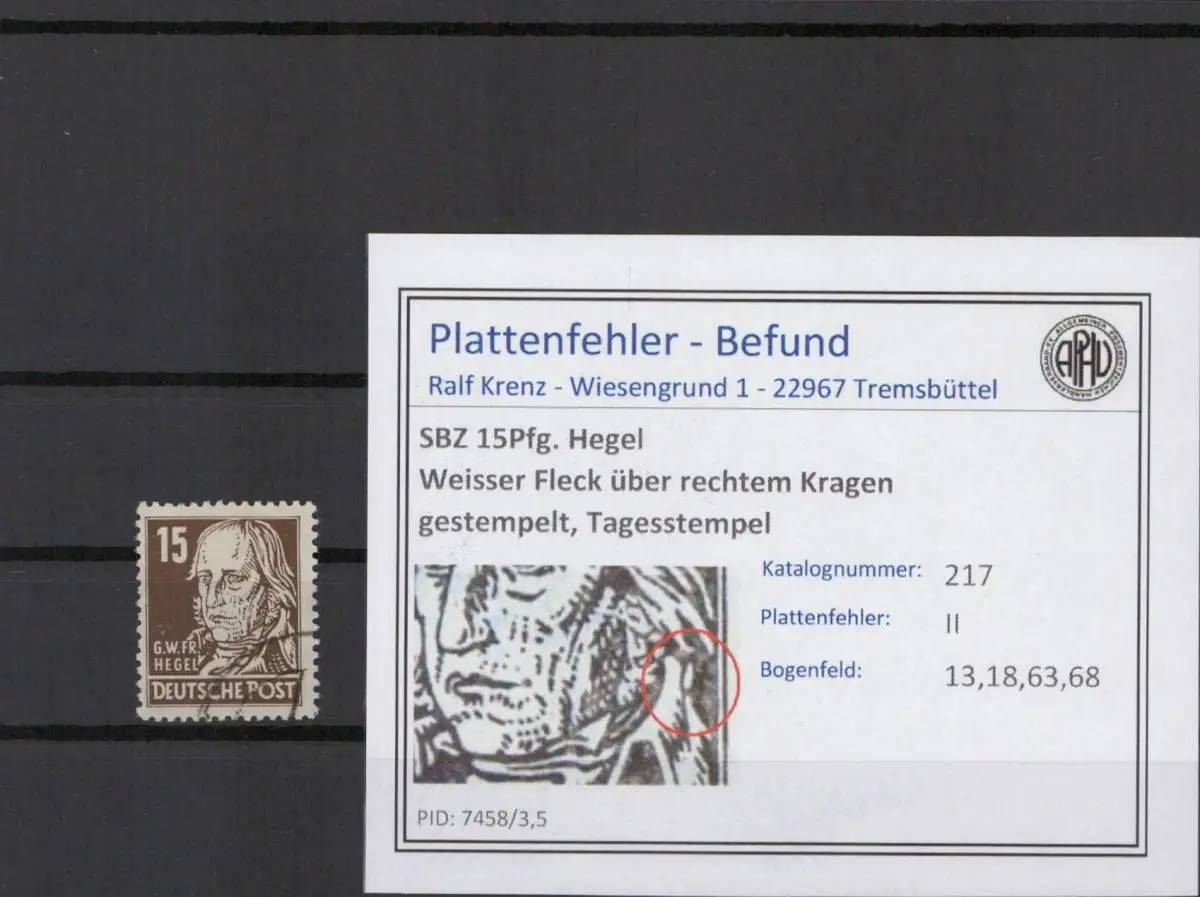 15
G.W.FR.
HEGEL
DEUTSCHE POST
Plattenfehler - Befund
Ralf Krenz - Wiesengrund 1 - 22967 Tremsbüttel
APHV
SBZ 15Pfg. Hegel
Weisser Fleck über rechtem Kragen
gestempelt, Tagesstempel
Katalognummer: 217
Plattenfehler: II
Bogenfeld: 13,18,63,68
PID: 7458/3,5